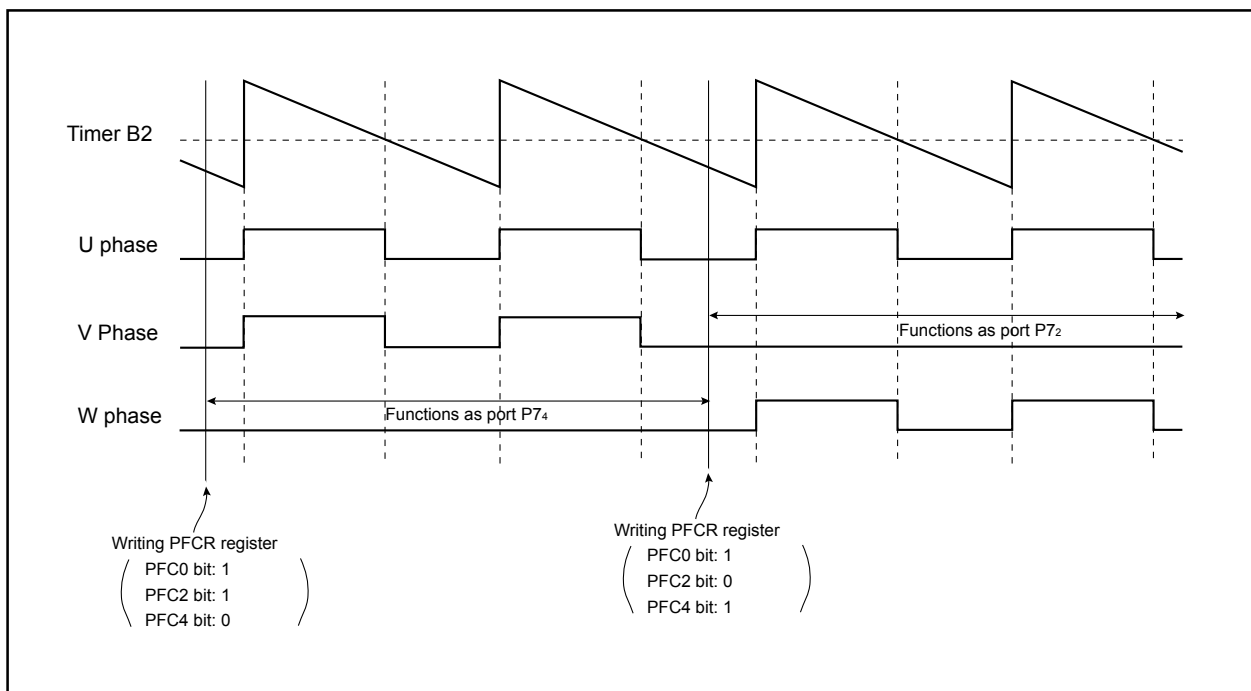 Timer B2
U phase
V Phase
Functions as port P7₂
W phase
Functions as port P7₄
Writing PFCR register
PFC0 bit: 1
PFC2 bit: 1
PFC4 bit: 0
Writing PFCR register
PFC0 bit: 1
PFC2 bit: 0
PFC4 bit: 1